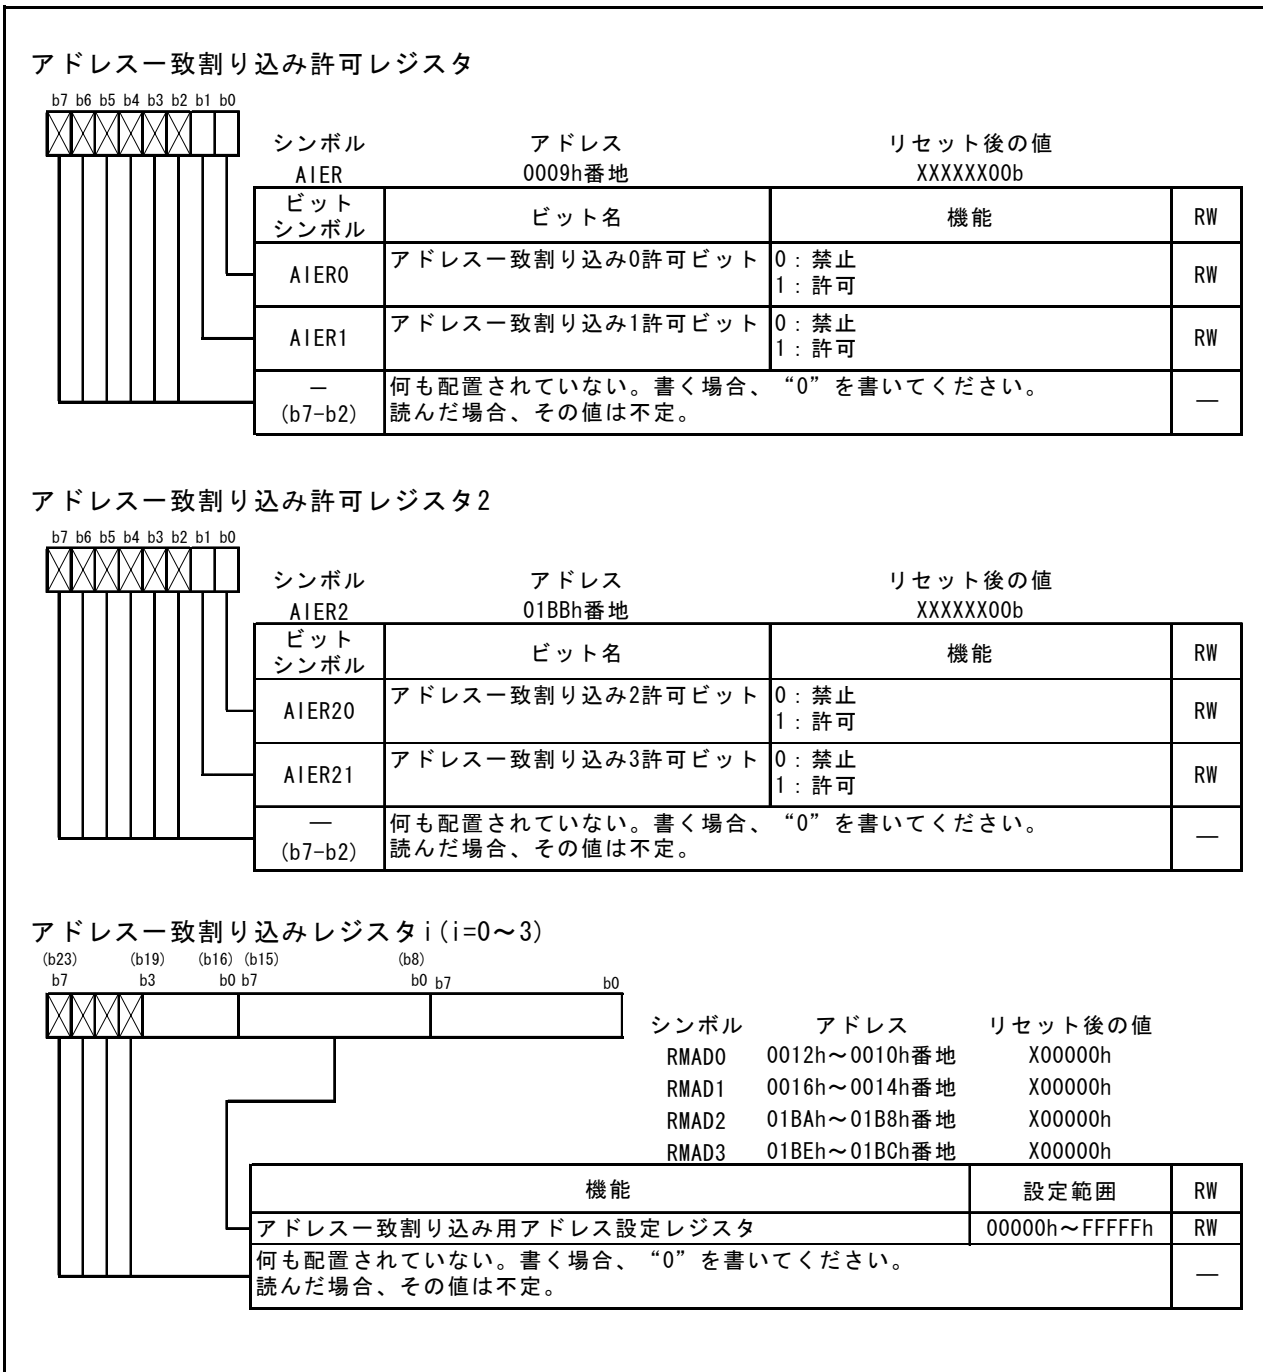 アドレス一致割り込み許可レジスタ
b7 b6 b5 b4 b3 b2 b1 b0
シンボル アドレス リセット後の値
AIER 0009h番地 XXXXXX00b
ビット
シンボル ビット名 機能 RW
AIER0 アドレス一致割り込み0許可ビット 0：禁止
1：許可 RW
AIER1 アドレス一致割り込み1許可ビット 0：禁止
1：許可 RW
―
(b7-b2) 何も配置されていない。書く場合、“0”を書いてください。
読んだ場合、その値は不定。 ―
アドレス一致割り込み許可レジスタ2
b7 b6 b5 b4 b3 b2 b1 b0
シンボル アドレス リセット後の値
AIER2 01BBh番地 XXXXXX00b
ビット
シンボル ビット名 機能 RW
AIER20 アドレス一致割り込み2許可ビット 0：禁止
1：許可 RW
AIER21 アドレス一致割り込み3許可ビット 0：禁止
1：許可 RW
―
(b7-b2) 何も配置されていない。書く場合、“0”を書いてください。
読んだ場合、その値は不定。 ―
アドレス一致割り込みレジスタi(i=0～3)
(b23) (b19) (b16) (b15) (b8)
b7 b3 b0 b7 b0 b7 b0
シンボル アドレス リセット後の値
RMAD0 0012h～0010h番地 X00000h
RMAD1 0016h～0014h番地 X00000h
RMAD2 01BAh～01B8h番地 X00000h
RMAD3 01BEh～01BCh番地 X00000h
機能 設定範囲 RW
アドレス一致割り込み用アドレス設定レジスタ 00000h～FFFFFh RW
何も配置されていない。書く場合、“0”を書いてください。
読んだ場合、その値は不定。 ―